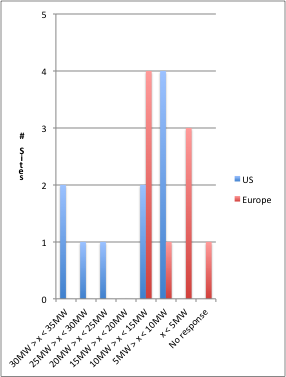 5
4
3
2
1
0
# Sites
US
Europe
30MW > x < 35MW
25MW > x < 30MW
20MW > x < 25MW
15MW > x < 20MW
10MW > x < 15MW
5MW > x < 10MW
x < 5MW
No response